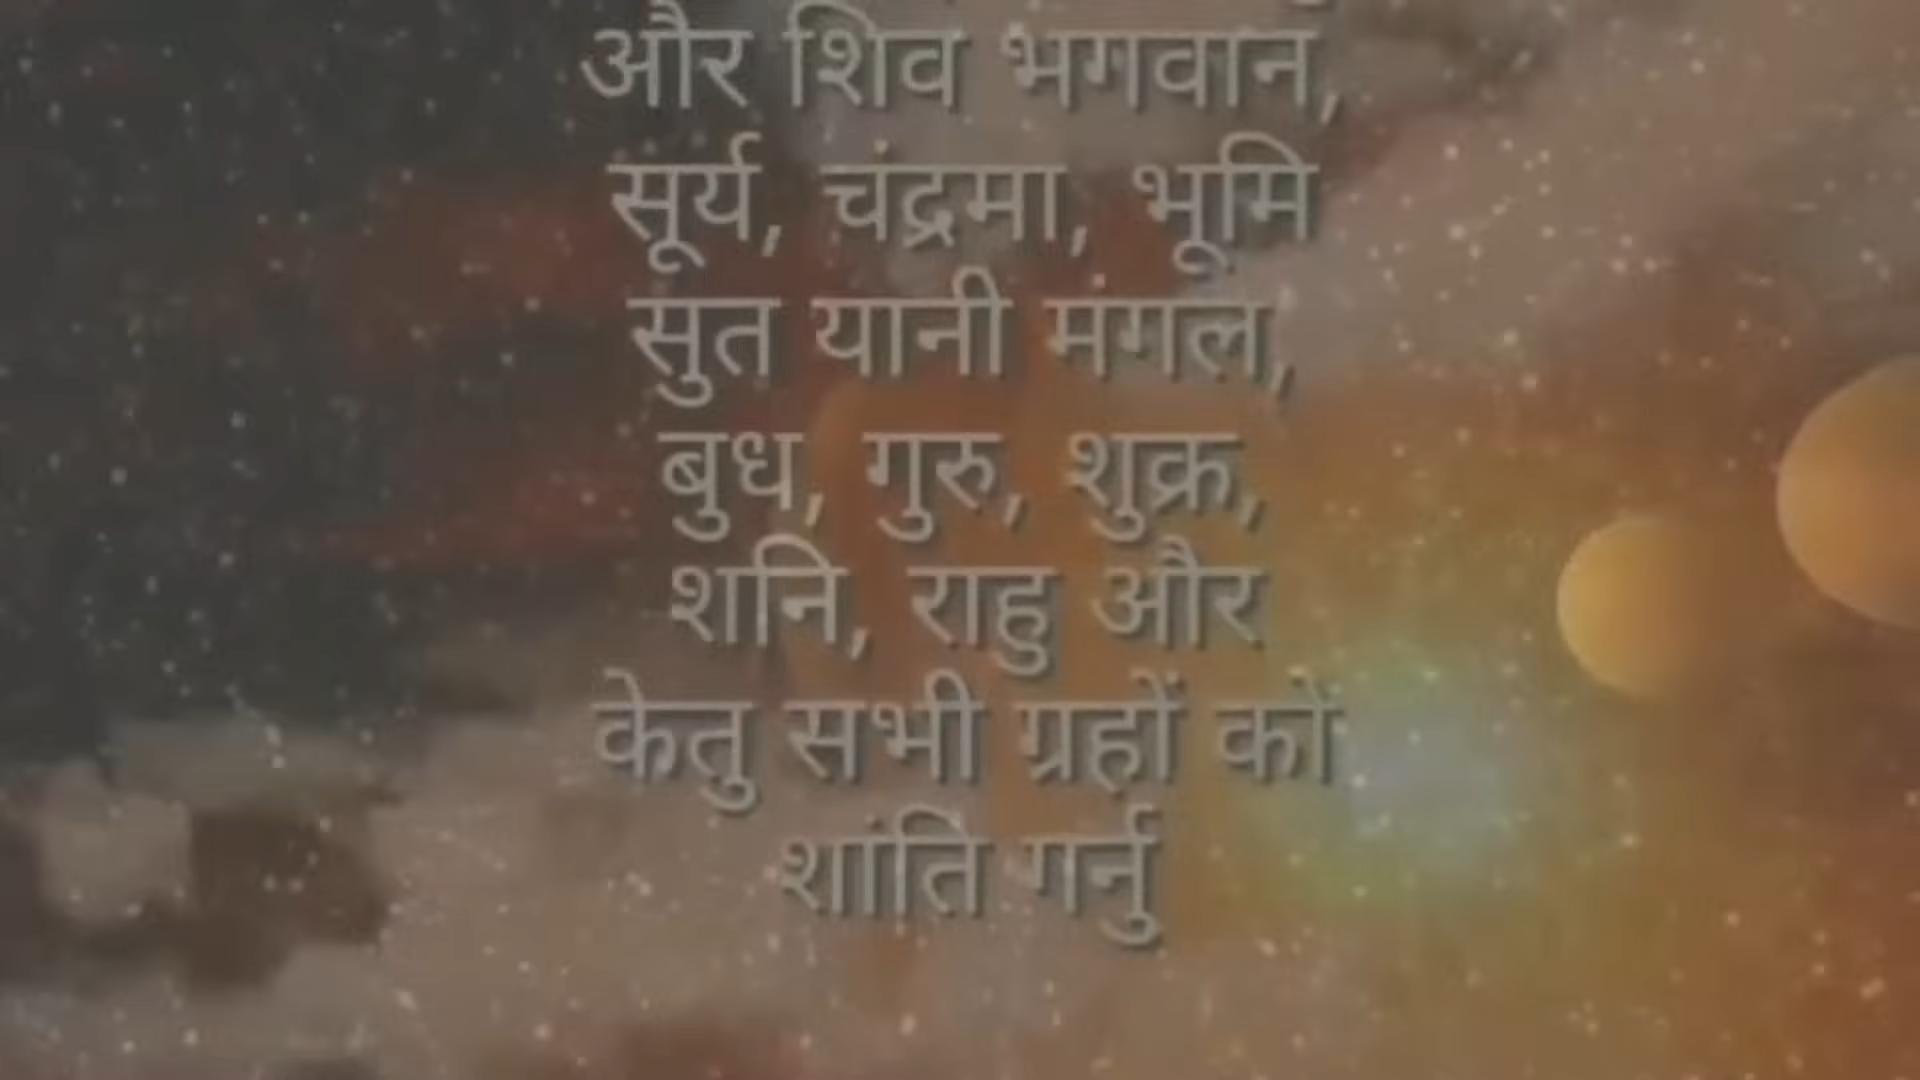 और शिव भगवान,
सूर्य, चंद्रमा, भूमि
सुत यानी मंगल,
बुध, गुरु, शुक्र,
शनि, राहु और
केतु सभी ग्रहों को
शांति गर्नु